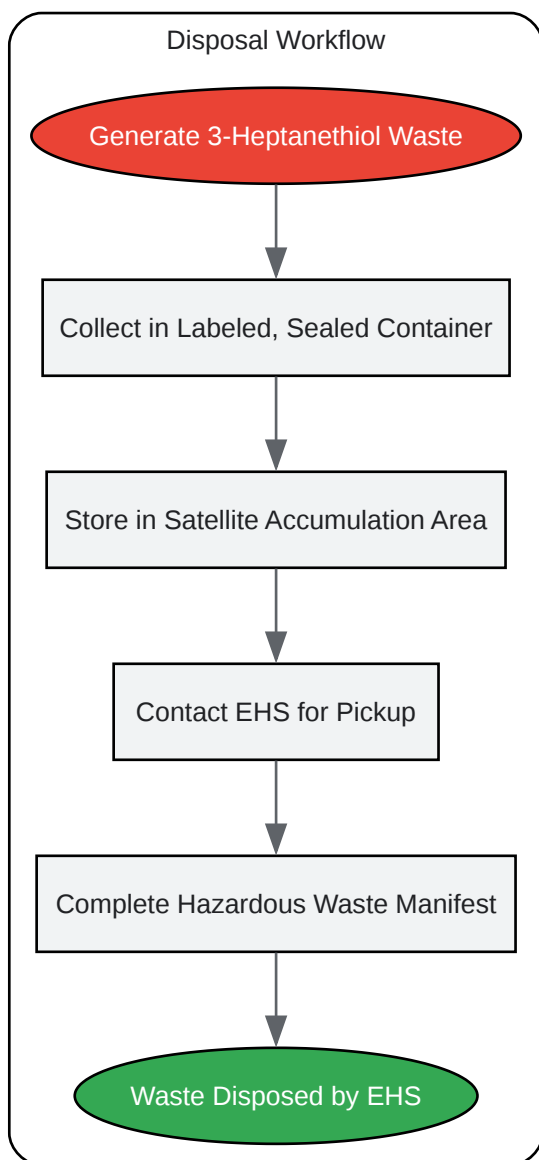 Disposal Workflow
Generate 3-Heptanethiol Waste
Collect in Labeled, Sealed Container
Store in Satellite Accumulation Area
Contact EHS for Pickup
Complete Hazardous Waste Manifest
Waste Disposed by EHS